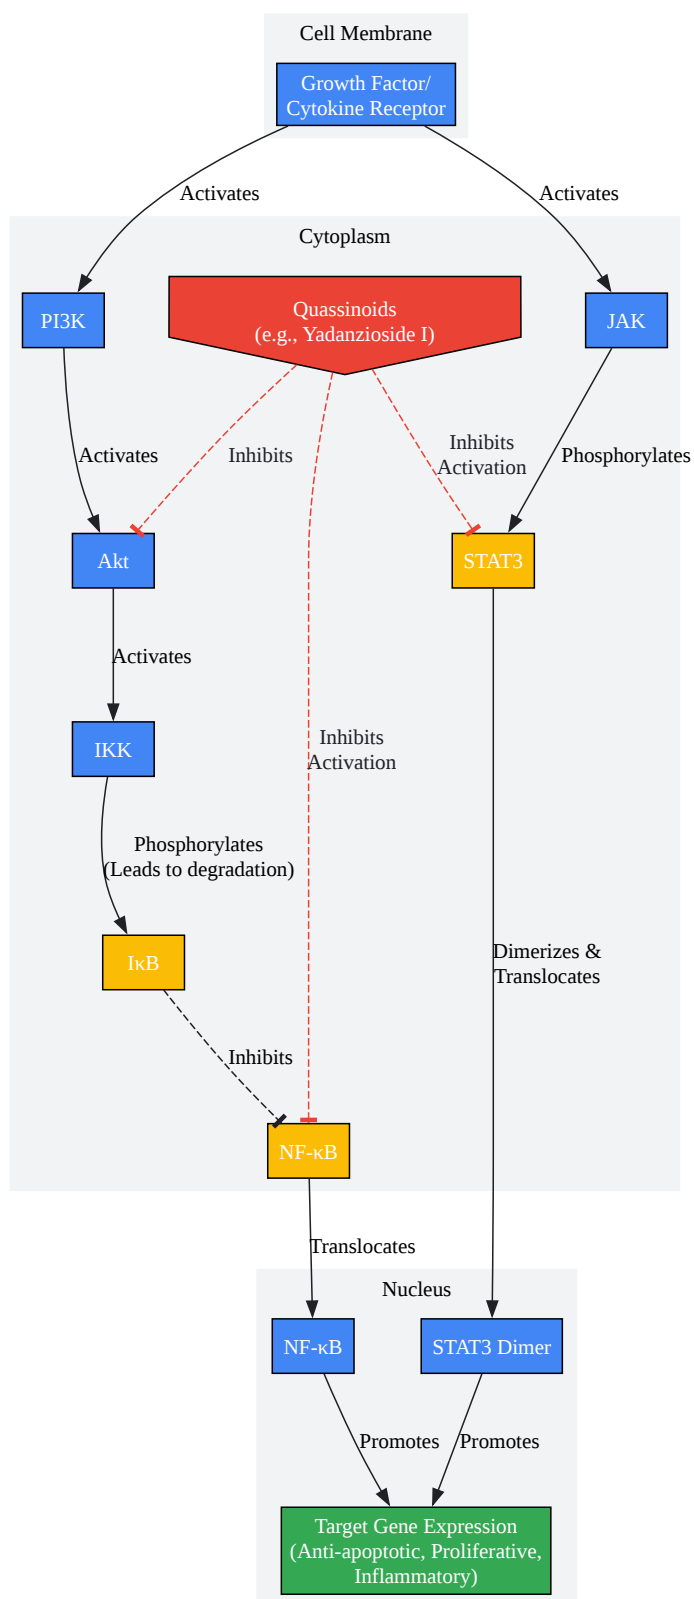 Cell Membrane
Growth Factor/
Cytokine Receptor
Activates
Activates
Cytoplasm
PI3K
Quassinoids
(e.g., Yadanzioside I)
JAK
Activates
Inhibits
Inhibits
Activation
Phosphorylates
Akt
STAT3
Activates
IKK
Inhibits
Activation
Phosphorylates
(Leads to degradation)
IκB
Dimerizes &
Translocates
Inhibits
NF-κB
Translocates
Nucleus
NF-κB
STAT3 Dimer
Promotes
Promotes
Target Gene Expression
(Anti-apoptotic, Proliferative,
Inflammatory)